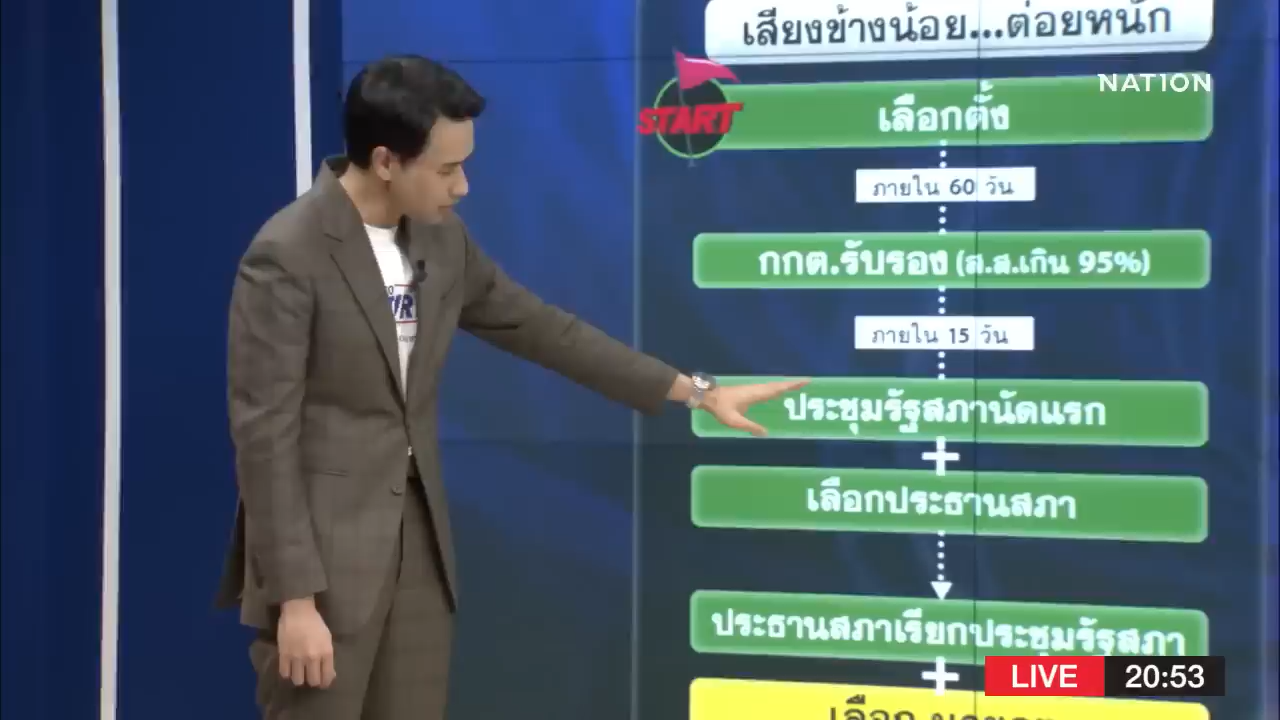 เสียงข้างน้อย...ต่อยหนัก
NATION
START
เลือกตั้ง
ภายใน 60 วัน
กกต.รับรอง (ส.ส.เกิน 95%)
ภายใน 15 วัน
ประชุมรัฐสภานัดแรก
+
เลือกประธานสภา
ประธานสภาเรียกประชุมรัฐสภา
+
เลือก
LIVE 20:53